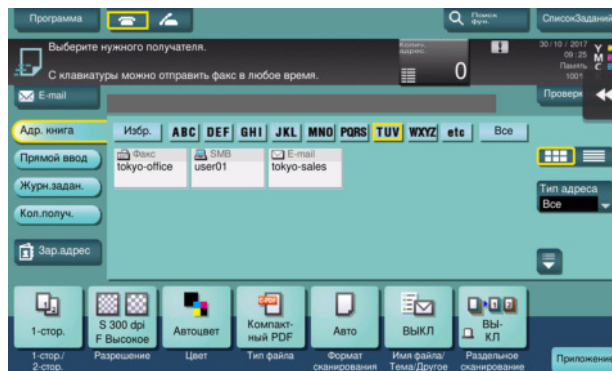 Программа
Поиск
фун.
СписокЗаданий
Выберите нужного получателя.
С клавиатуры можно отправить факс в любое время.
Колич.
адрес.
0
30/10/2017
09:25
Память
100%
Y
M
C
E-mail
Проверк
Адр. книга
Избр.
ABC
DEF
GHI
JKL
MNO
PQRS
TUV
WXYZ
etc
Все
Прямой ввод
Журн.задан.
Кол.получ.
Зар.адрес
Факс
tokyo-office
SMB
user01
E-mail
tokyo-sales
Тип адреса
Все
1-стор.
S 300 dpi
F Высокое
Автоцвет
Компакт-
ный PDF
Авто
ВЫКЛ
ВЫ-
КЛ
1-стор./
2-стор.
Разрешение
Цвет
Тип файла
Формат
сканирования
Имя файла/
Тема/Другое
Раздельное
сканирование
Приложение